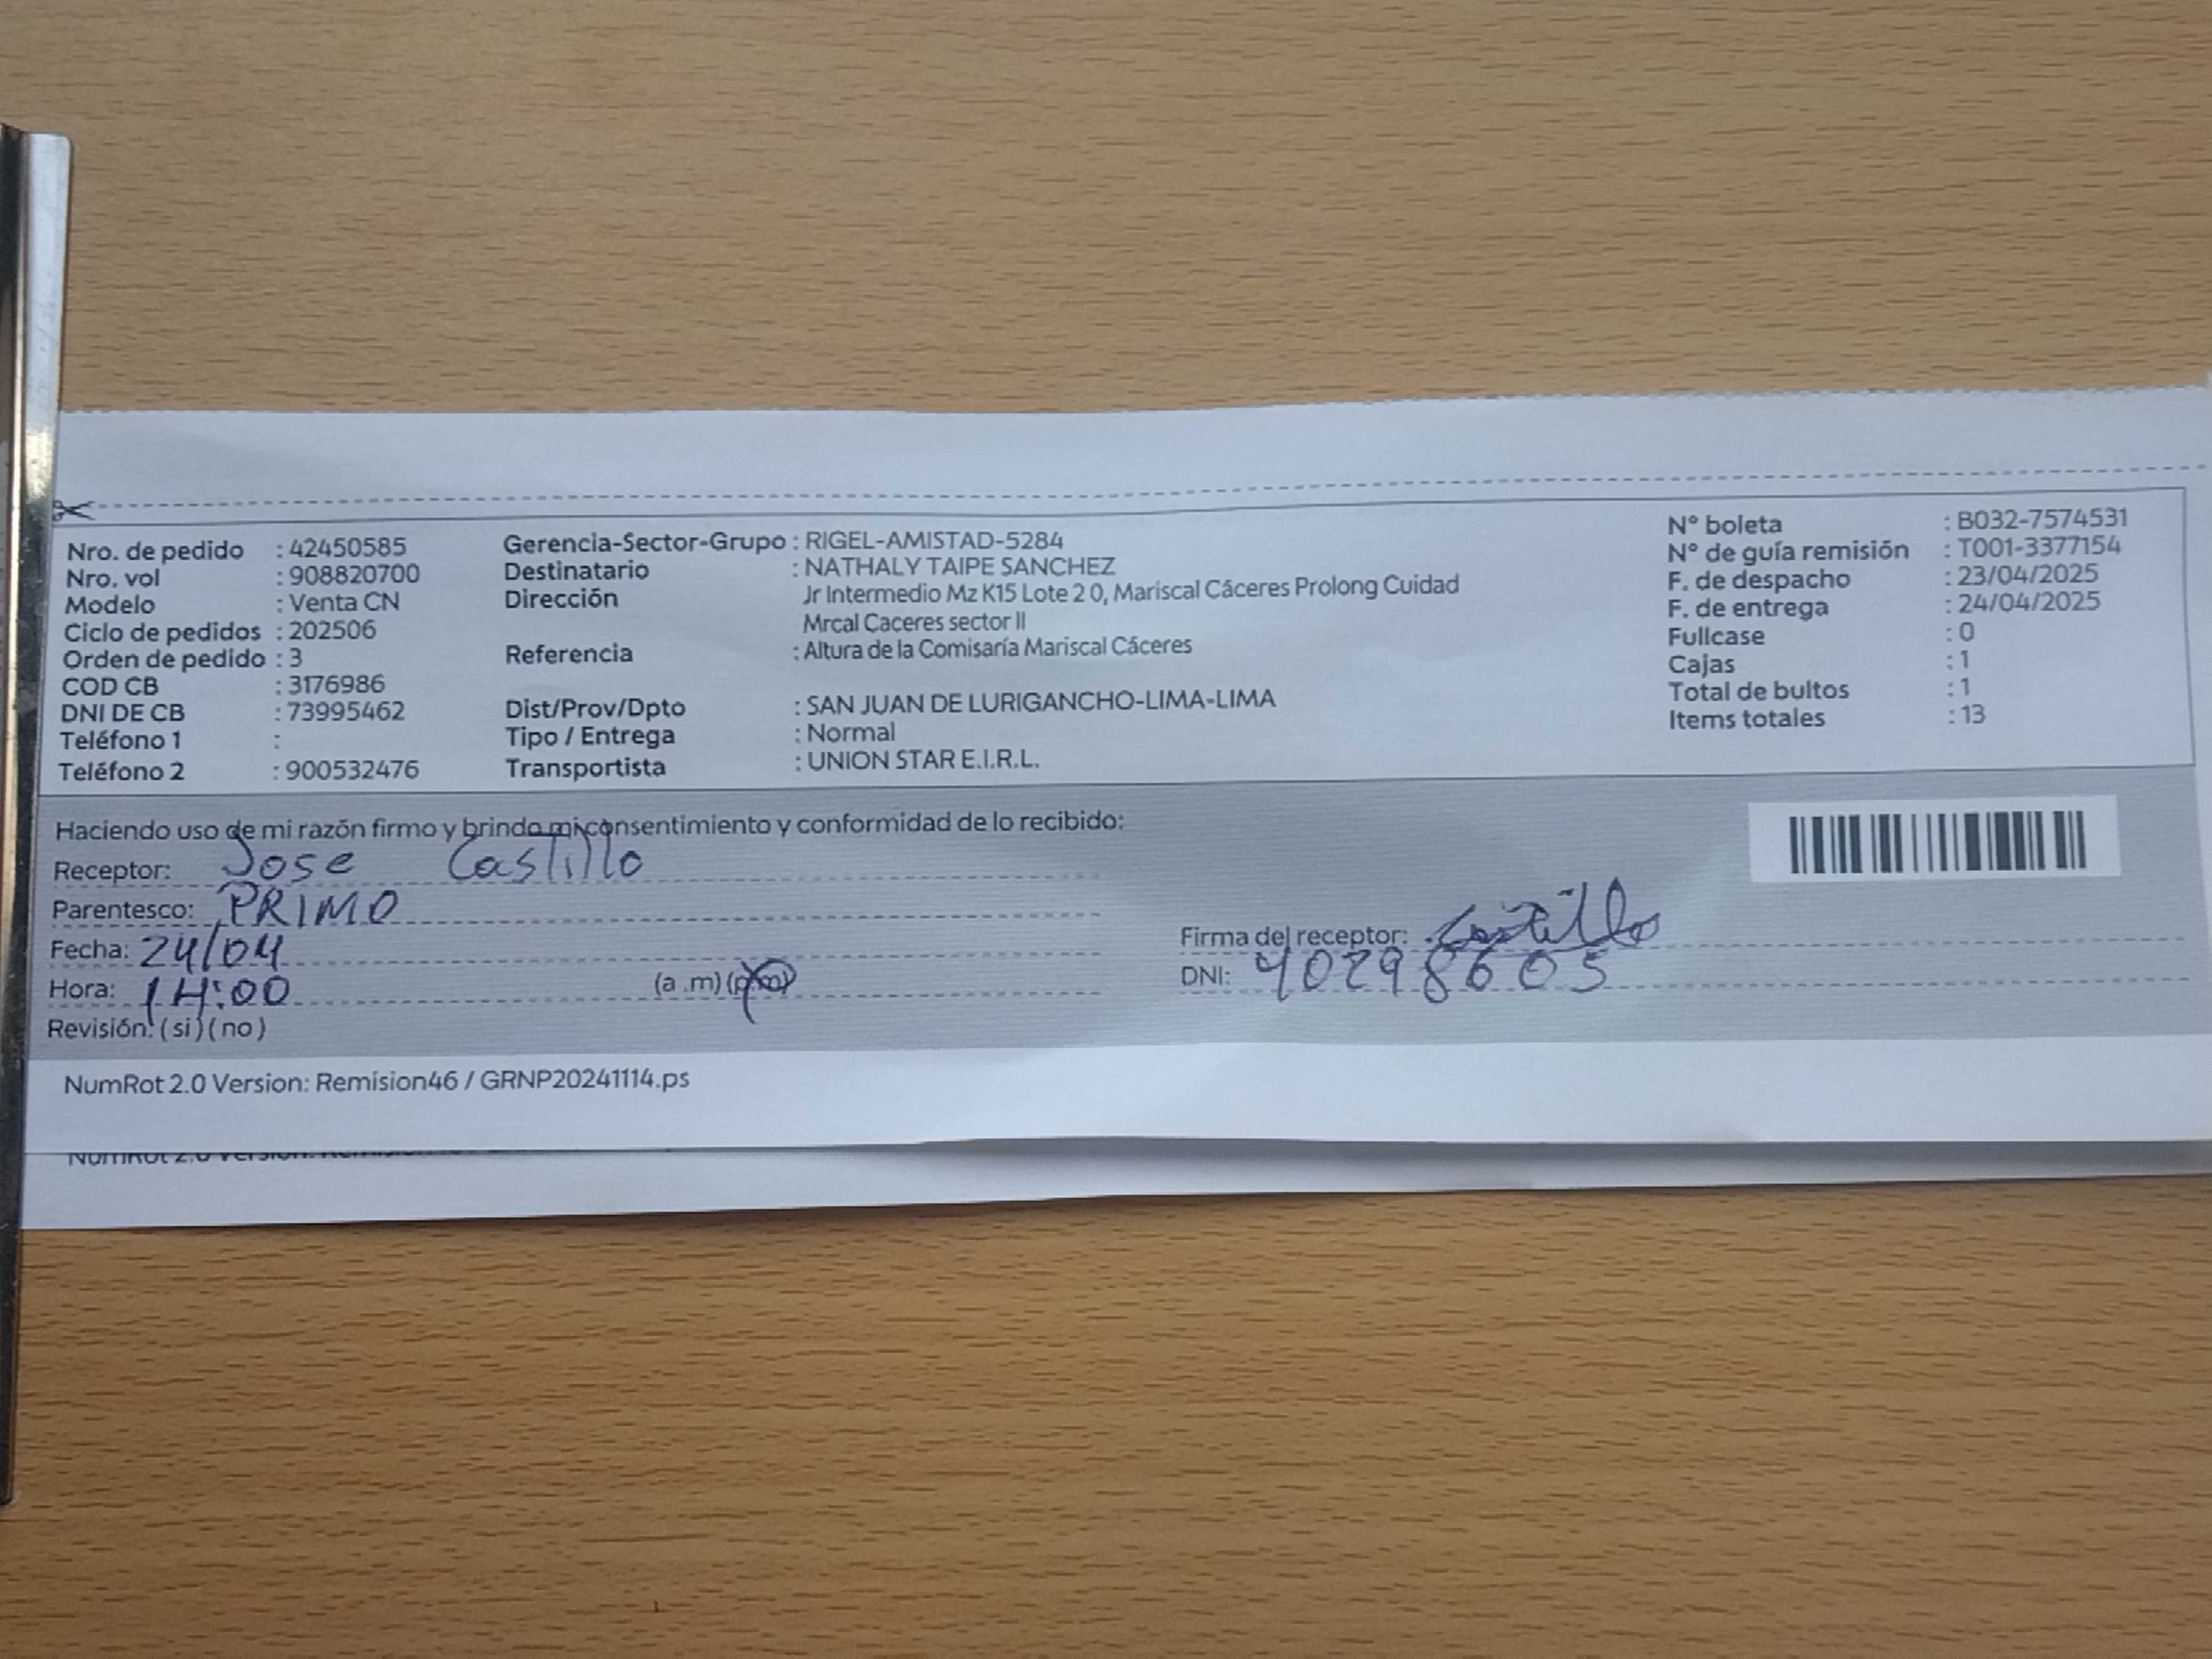 Nro. de pedido : 42450585
Nro. vol : 908820700
Modelo : Venta CN
Ciclo de pedidos : 202506
Orden de pedido : 3
COD CB : 3176986
DNI DE CB : 73995462
Teléfono 1 :
Teléfono 2 : 900532476
Gerencia-Sector-Grupo : RIGEL-AMISTAD-5284
Destinatario : NATHALY TAIPE SANCHEZ
Dirección Jr Intermedio Mz K15 Lote 2 0, Mariscal Cáceres Prolong Cuidad
Mrcal Caceres sector II
Referencia : Altura de la Comisaría Mariscal Cáceres
Dist/Prov/Dpto : SAN JUAN DE LURIGANCHO-LIMA-LIMA
Tipo / Entrega : Normal
Transportista : UNION STAR E.I.R.L.
N° boleta : B032-7574531
N° de guía remisión : T001-3377154
F. de despacho : 23/04/2025
F. de entrega : 24/04/2025
Fullcase : 0
Cajas : 1
Total de bultos : 1
Items totales : 13
Haciendo uso de mi razón firmo y brindo mi consentimiento y conformidad de lo recibido:
Receptor: Jose Castillo
Parentesco: PRIMO
Fecha: 24/04
Hora: 14:00 (a .m) (p.m)
Revisión: ( si ) ( no )
Firma del receptor: Castillo
DNI: 40298605
NumRot 2.0 Version: Remision46 / GRNP20241114.ps
NumRot 2.0 Version: